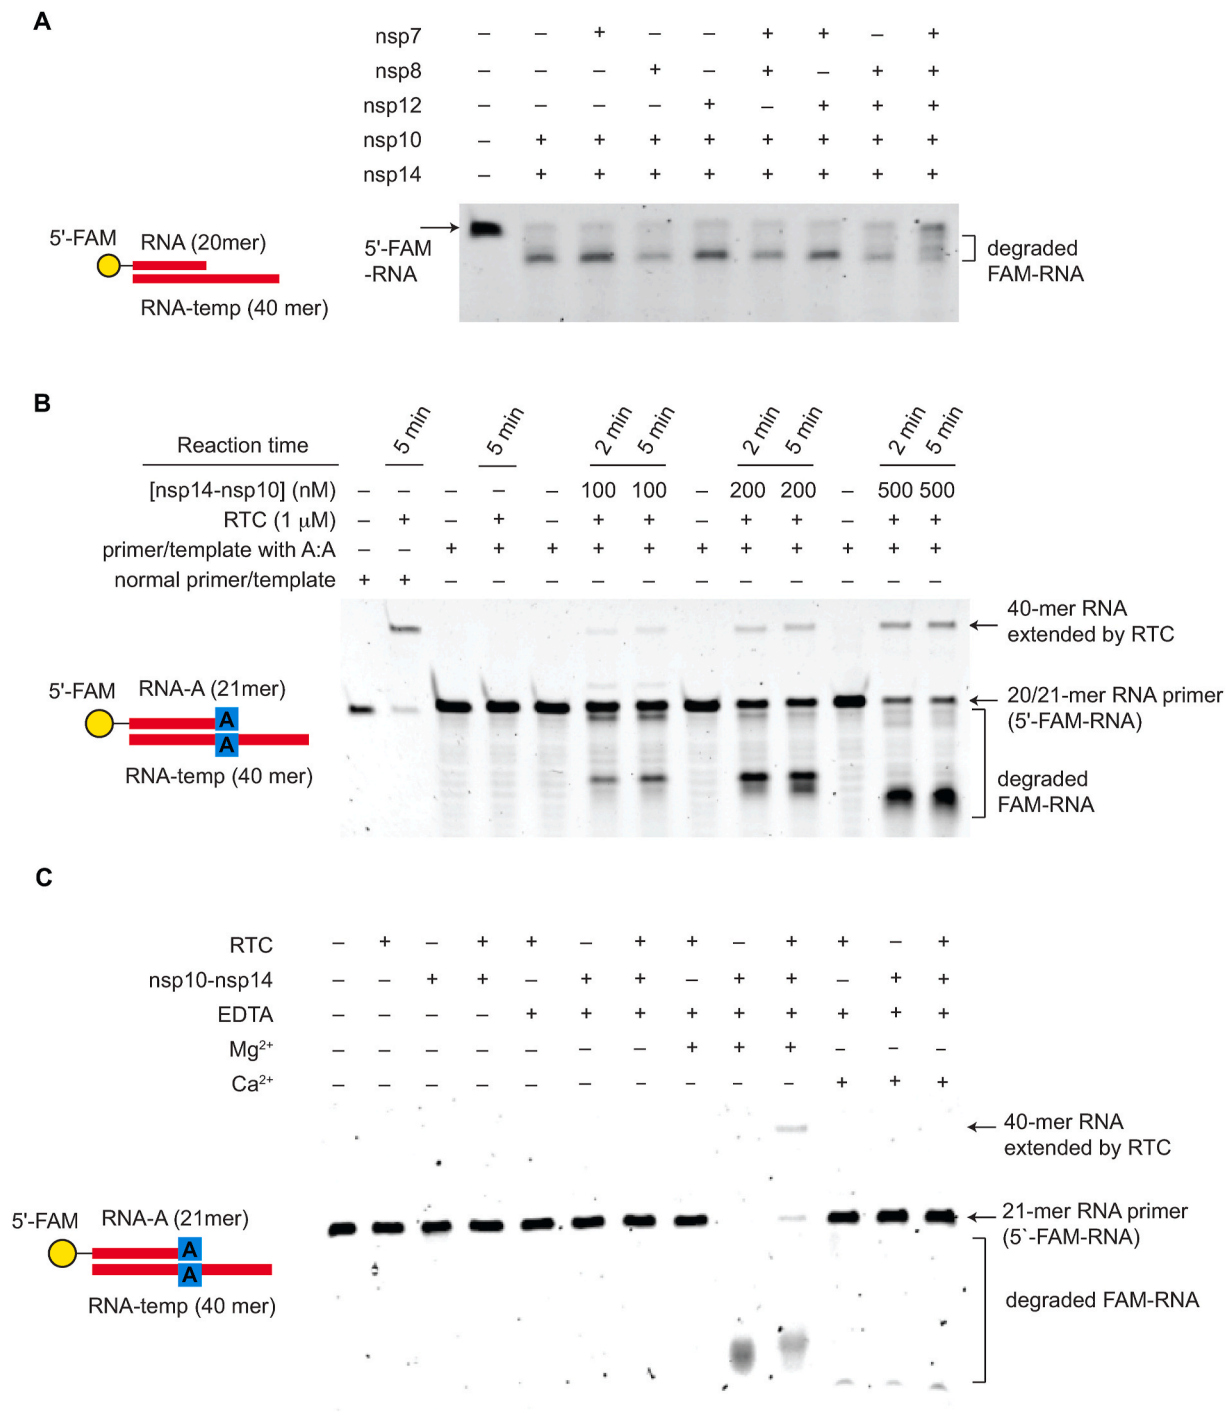 A
nsp7 – – + – – + + – +
nsp8 – – – + – + – + +
nsp12 – – – – + – + + +
nsp10 – + + + + + + + +
nsp14 – + + + + + + + +
5'-FAM
RNA (20mer)
RNA-temp (40 mer)
5'-FAM
-RNA
degraded
FAM-RNA
B
Reaction time 5 min 5 min 2 min 5 min 2 min 5 min 2 min 5 min
[nsp14-nsp10] (nM) – – – – – 100 100 – 200 200 – 500 500
RTC (1 μM) – + – + – + + – + + – + +
primer/template with A:A – – + + + + + + + + + + +
normal primer/template + + – – – – – – – – – – –
40-mer RNA
extended by RTC
5'-FAM
RNA-A (21mer)
A
A
RNA-temp (40 mer)
20/21-mer RNA primer
(5'-FAM-RNA)
degraded
FAM-RNA
C
RTC – + – + + – + + – + + – +
nsp10-nsp14 – – + + – + + – + + – + +
EDTA – – – – + + + + + + + + +
Mg²⁺ – – – – – – – + + + – – –
Ca²⁺ – – – – – – – – – – + + +
40-mer RNA
extended by RTC
5'-FAM
RNA-A (21mer)
A
A
RNA-temp (40 mer)
21-mer RNA primer
(5`-FAM-RNA)
degraded FAM-RNA